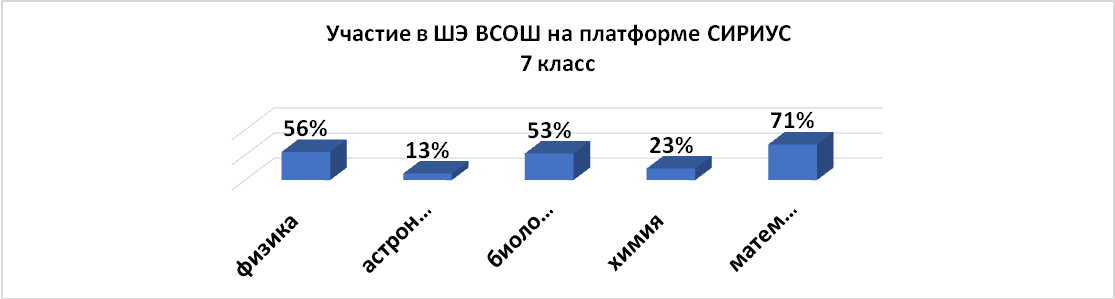 Участие в ШЭ ВСОШ на платформе СИРИУС
7 класс
56%
13%
53%
23%
71%
физика
астрон...
биоло...
химия
матем...